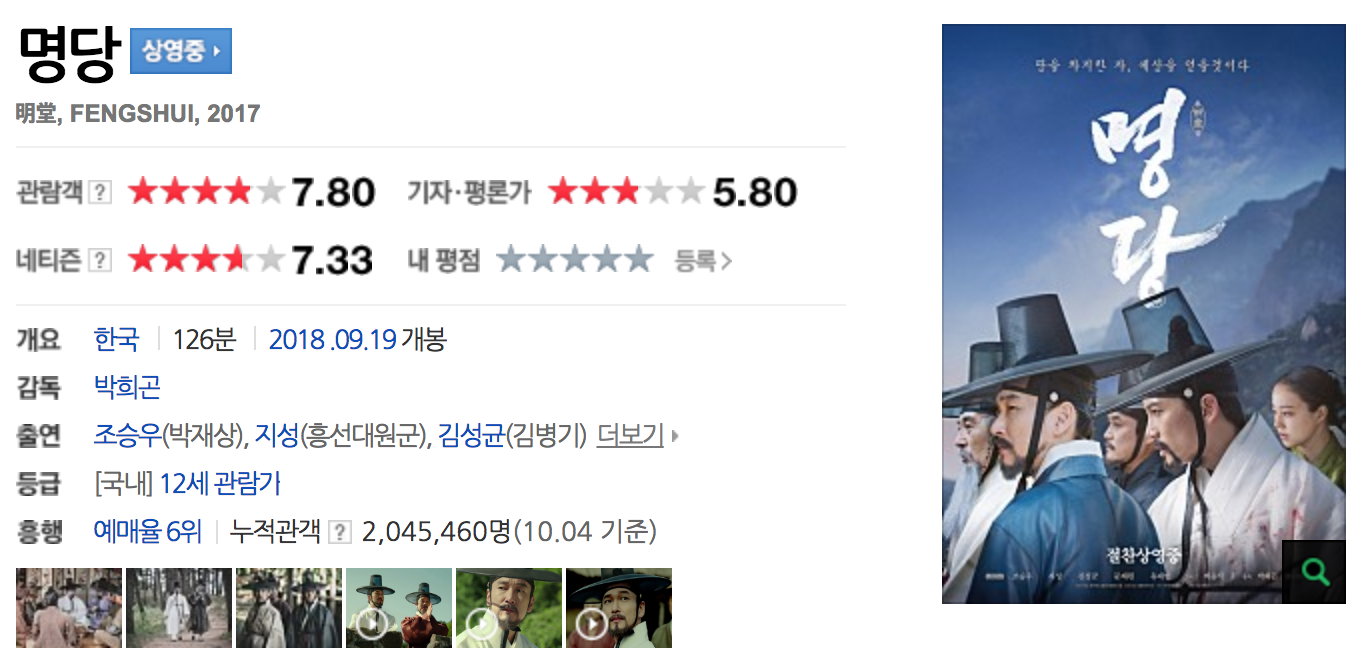 명당 상영중
明堂, FENGSHUI, 2017
관람객 ? 7.80 기자·평론가 5.80
네티즌 ? 7.33 내 평점 등록
개요 한국 126분 2018 .09.19 개봉
감독 박희곤
출연 조승우(박재상), 지성(흥선대원군), 김성균(김병기) 더보기
등급 [국내] 12세 관람가
흥행 예매율 6위 누적관객 ? 2,045,460명(10.04 기준)
땅을 차지한 자, 세상을 얻을것이다
명당
절찬상영중